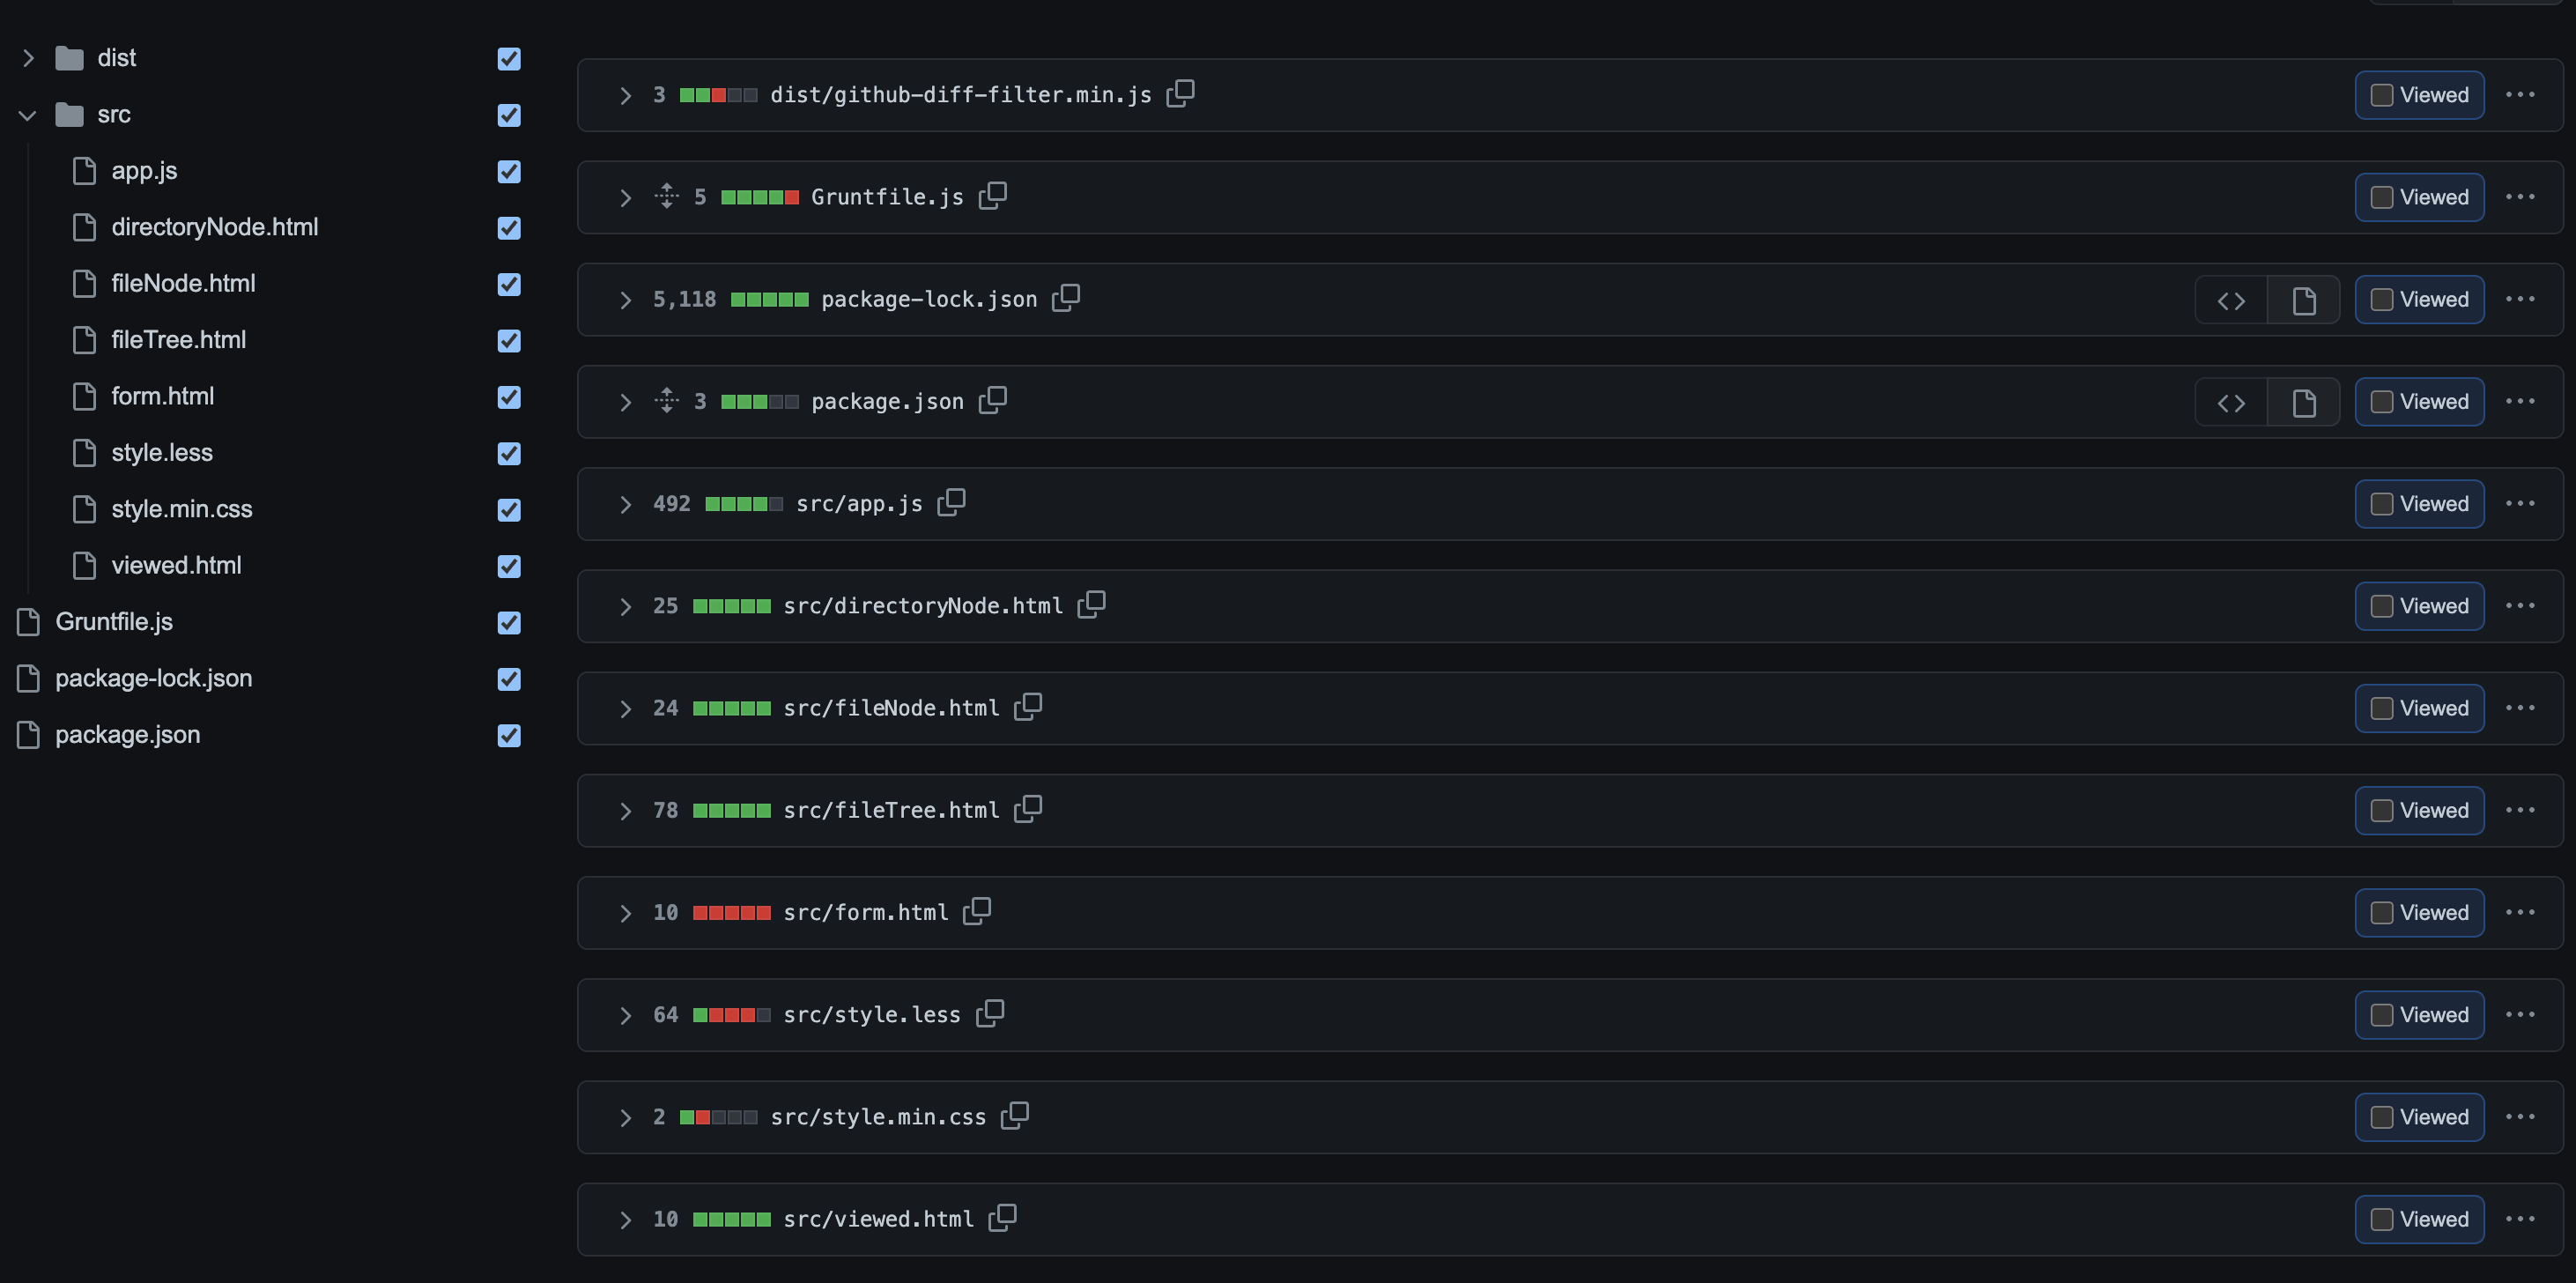 dist
src
app.js
directoryNode.html
fileNode.html
fileTree.html
form.html
style.less
style.min.css
viewed.html
Gruntfile.js
package-lock.json
package.json
3 dist/github-diff-filter.min.js Viewed
5 Gruntfile.js Viewed
5,118 package-lock.json Viewed
3 package.json Viewed
492 src/app.js Viewed
25 src/directoryNode.html Viewed
24 src/fileNode.html Viewed
78 src/fileTree.html Viewed
10 src/form.html Viewed
64 src/style.less Viewed
2 src/style.min.css Viewed
10 src/viewed.html Viewed